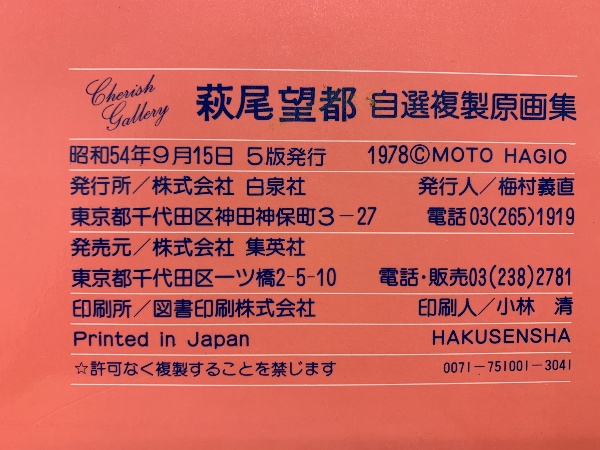 Cherish Gallery 萩尾望都 自選複製原画集
昭和54年9月15日 5版発行 1978©MOTO HAGIO
発行所／株式会社 白泉社 発行人／梅村義直
東京都千代田区神田神保町3-27 電話03(265)1919
発売元／株式会社 集英社
東京都千代田区一ツ橋2-5-10 電話・販売03(238)2781
印刷所／図書印刷株式会社 印刷人／小林 清
Printed in Japan HAKUSENSHA
☆許可なく複製することを禁じます 0071-751001-3041